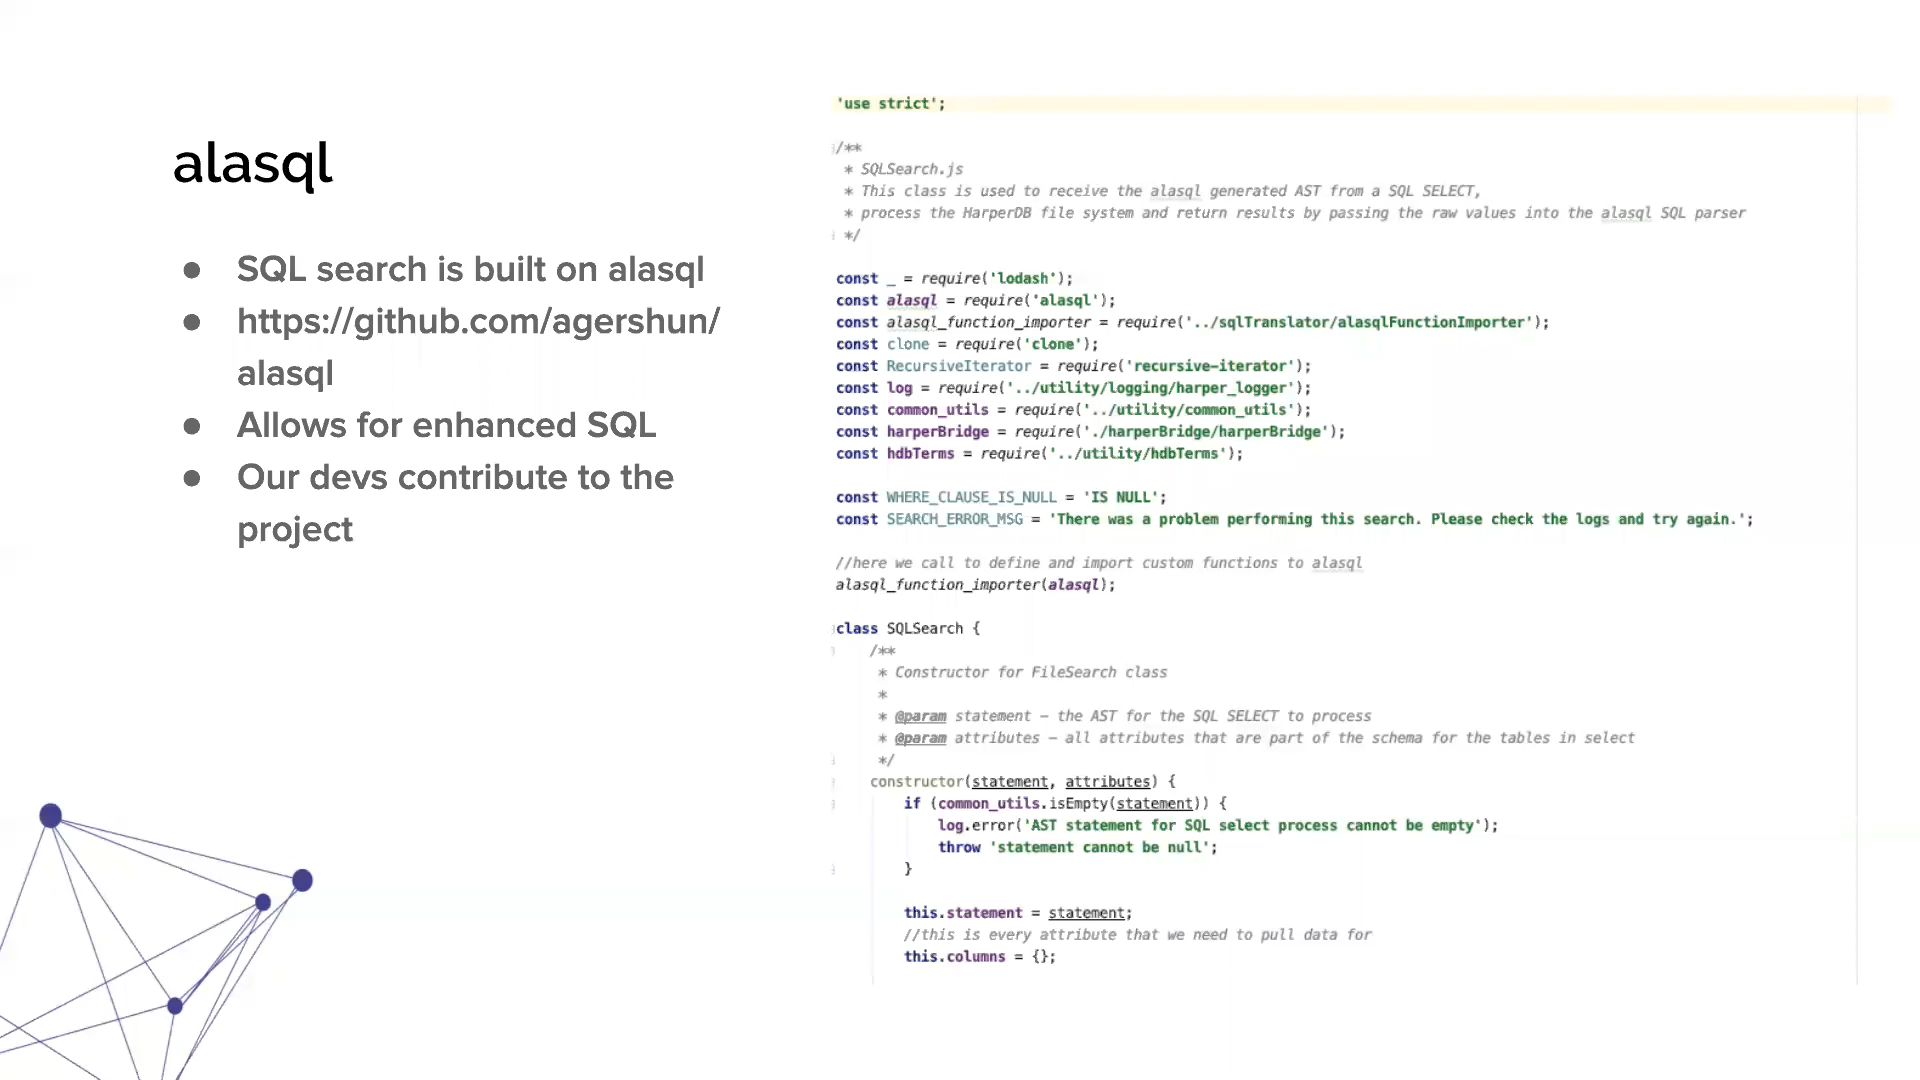 alasql
● SQL search is built on alasql
● https://github.com/agershun/
alasql
● Allows for enhanced SQL
● Our devs contribute to the
project
'use strict';
/**
* SQLSearch.js
* This class is used to receive the alasql generated AST from a SQL SELECT,
* process the HarperDB file system and return results by passing the raw values into the alasql SQL parser
*/
const _ = require('lodash');
const alasql = require('alasql');
const alasql_function_importer = require('../sqlTranslator/alasqlFunctionImporter');
const clone = require('clone');
const RecursiveIterator = require('recursive-iterator');
const log = require('../utility/logging/harper_logger');
const common_utils = require('../utility/common_utils');
const harperBridge = require('./harperBridge/harperBridge');
const hdbTerms = require('../utility/hdbTerms');
const WHERE_CLAUSE_IS_NULL = 'IS NULL';
const SEARCH_ERROR_MSG = 'There was a problem performing this search. Please check the logs and try again.';
//here we call to define and import custom functions to alasql
alasql_function_importer(alasql);
class SQLSearch {
/**
* Constructor for FileSearch class
*
* @param statement – the AST for the SQL SELECT to process
* @param attributes – all attributes that are part of the schema for the tables in select
*/
constructor(statement, attributes) {
if (common_utils.isEmpty(statement)) {
log.error('AST statement for SQL select process cannot be empty');
throw 'statement cannot be null';
}
this.statement = statement;
//this is every attribute that we need to pull data for
this.columns = {};